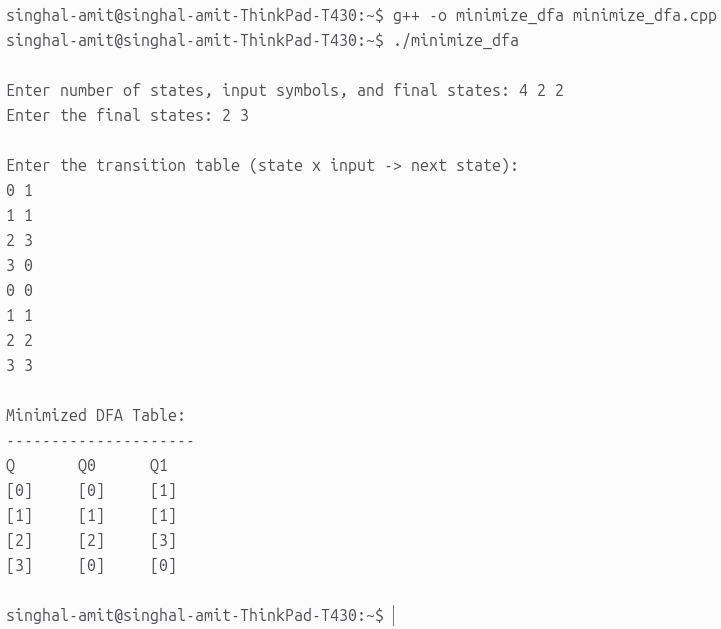 singhal-amit@singhal-amit-ThinkPad-T430:~$ g++ -o minimize_dfa minimize_dfa.cpp
singhal-amit@singhal-amit-ThinkPad-T430:~$ ./minimize_dfa
Enter number of states, input symbols, and final states: 4 2 2
Enter the final states: 2 3
Enter the transition table (state x input -> next state):
0 1
1 1
2 3
3 0
0 0
1 1
2 2
3 3
Minimized DFA Table:
---------------------
Q Q0 Q1
[0] [0] [1]
[1] [1] [1]
[2] [2] [3]
[3] [0] [0]
singhal-amit@singhal-amit-ThinkPad-T430:~$